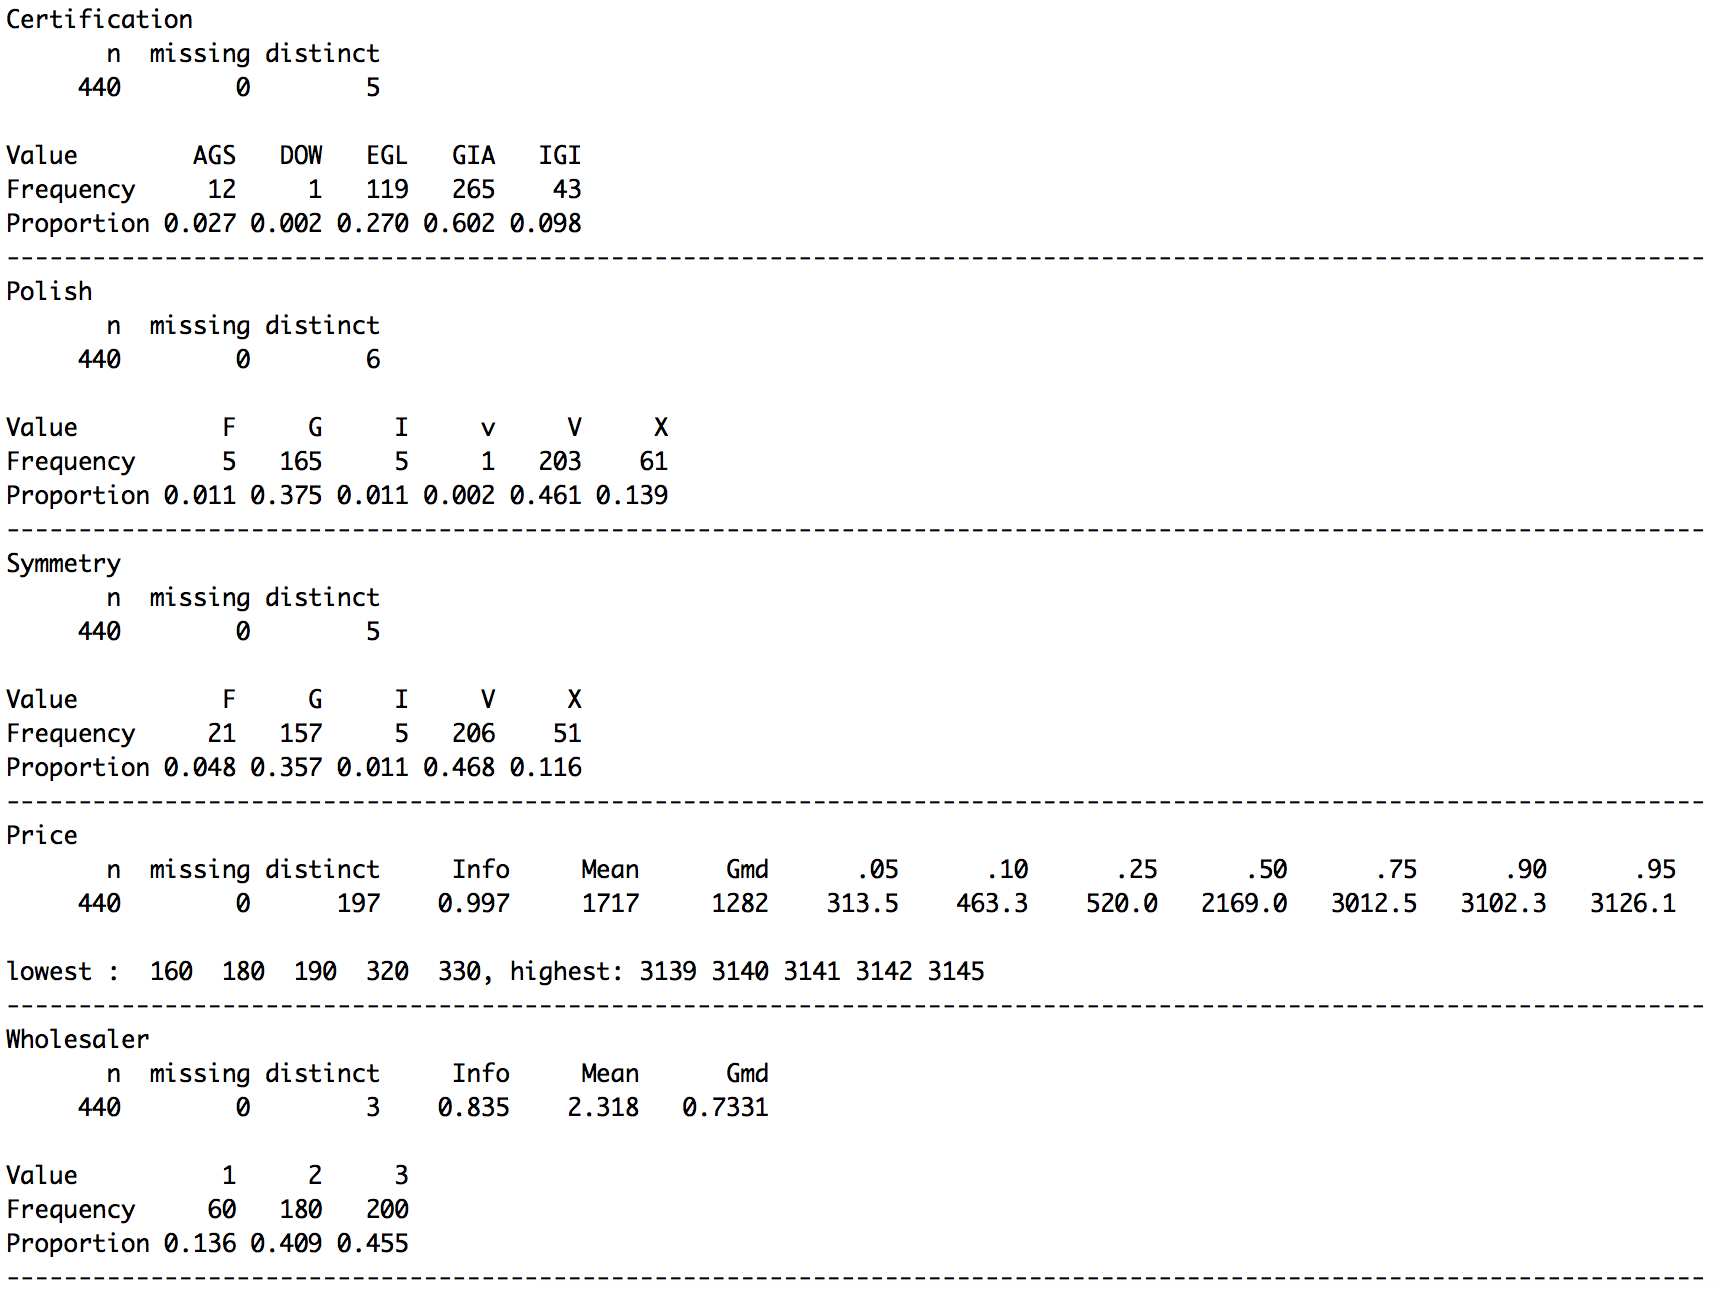 Certification
       n  missing distinct
     440        0        5

Value        AGS   DOW   EGL   GIA   IGI
Frequency     12     1   119   265    43
Proportion 0.027 0.002 0.270 0.602 0.098
----------------------------------------------------------------------------------------------------------------------
Polish
       n  missing distinct
     440        0        6

Value          F     G     I     v     V     X
Frequency      5   165     5     1   203    61
Proportion 0.011 0.375 0.011 0.002 0.461 0.139
----------------------------------------------------------------------------------------------------------------------
Symmetry
       n  missing distinct
     440        0        5

Value          F     G     I     V     X
Frequency     21   157     5   206    51
Proportion 0.048 0.357 0.011 0.468 0.116
----------------------------------------------------------------------------------------------------------------------
Price
       n  missing distinct     Info     Mean      Gmd      .05      .10      .25      .50      .75      .90      .95
     440        0      197    0.997     1717     1282    313.5    463.3    520.0   2169.0   3012.5   3102.3   3126.1

lowest :  160  180  190  320  330, highest: 3139 3140 3141 3142 3145
----------------------------------------------------------------------------------------------------------------------
Wholesaler
       n  missing distinct     Info     Mean      Gmd
     440        0        3    0.835    2.318   0.7331

Value          1     2     3
Frequency     60   180   200
Proportion 0.136 0.409 0.455
----------------------------------------------------------------------------------------------------------------------